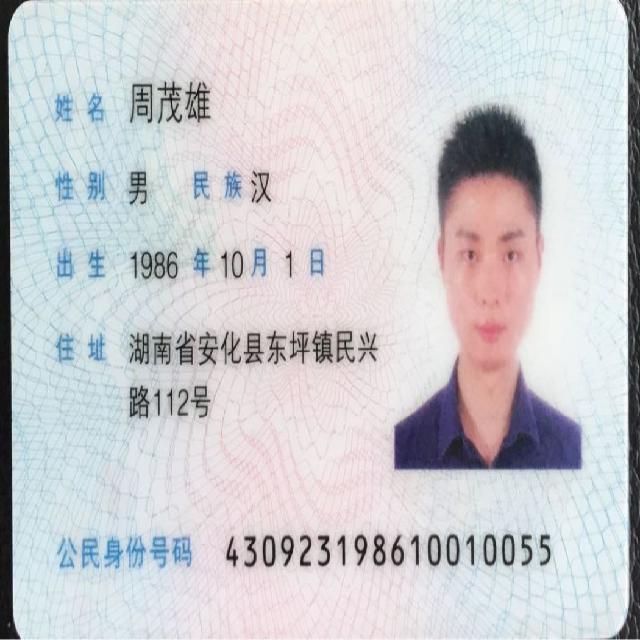 姓名 周茂雄
性别 男 民族 汉
出生 1986 年 10 月 1 日
住址 湖南省安化县东坪镇民兴
路112号
公民身份号码 430923198610010055